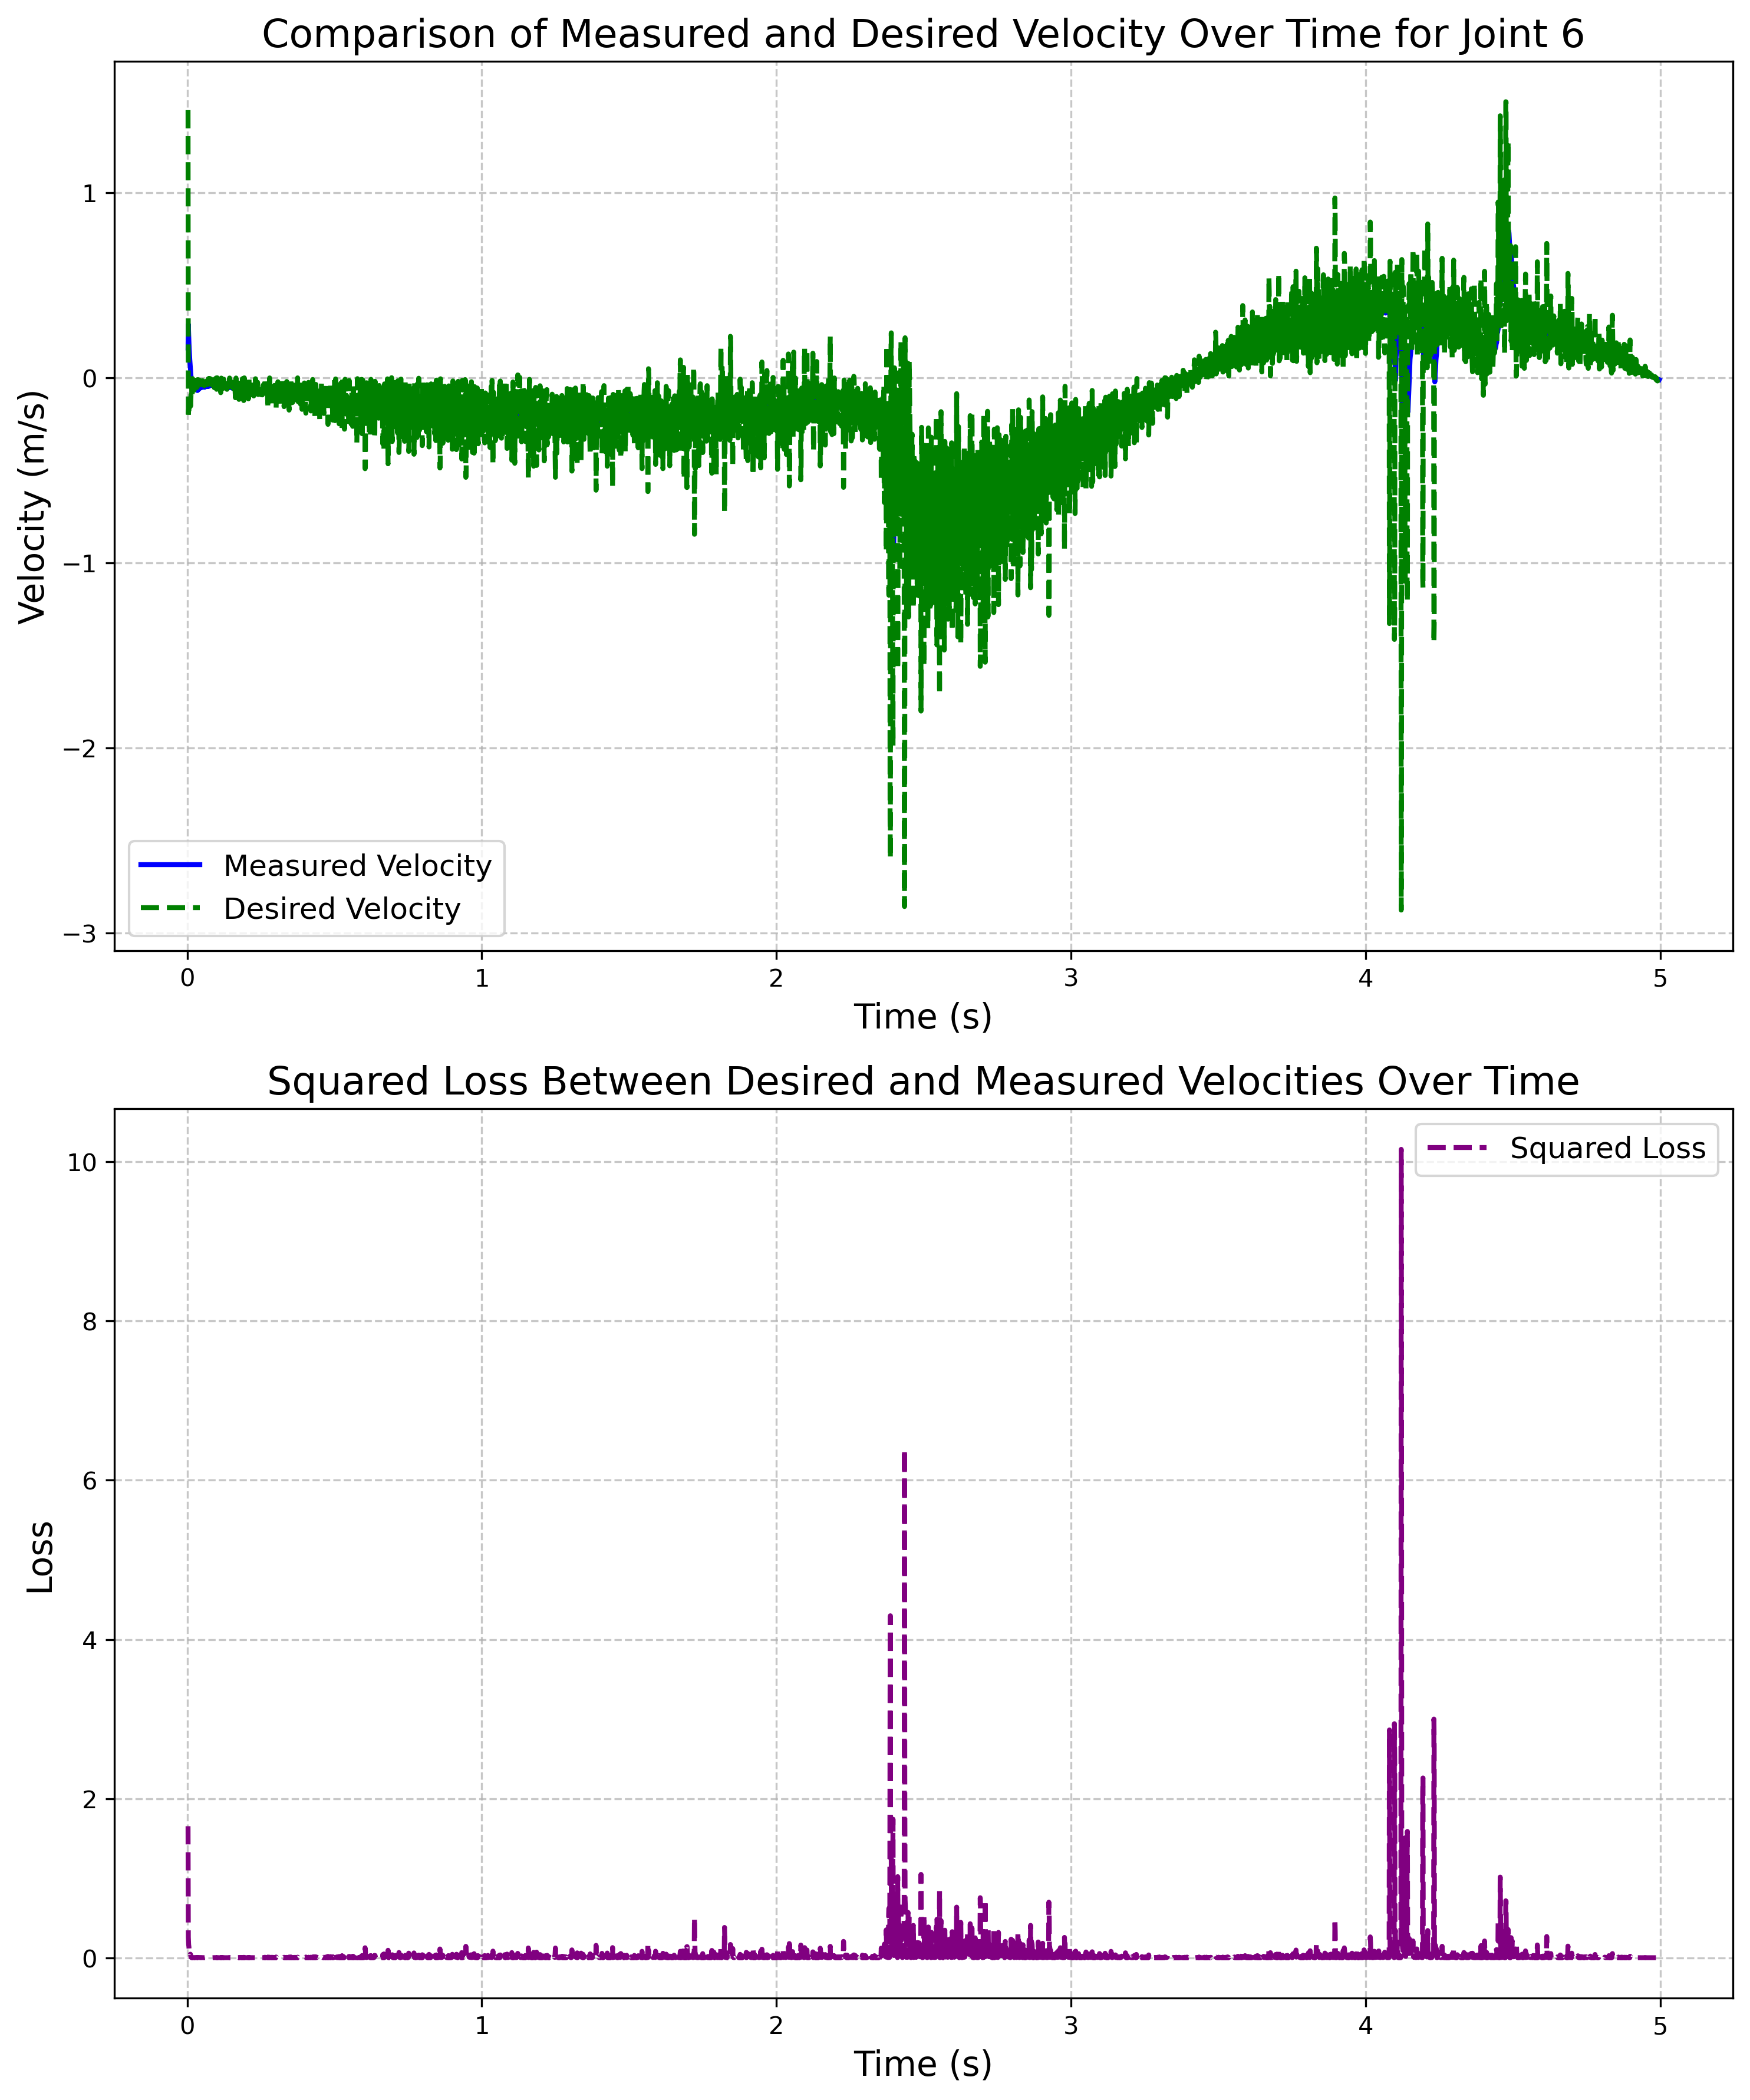 Comparison of Measured and Desired Velocity Over Time for Joint 6
Velocity (m/s)
1
0
−1
−2
−3
Measured Velocity
Desired Velocity
0 1 2 3 4 5
Time (s)
Squared Loss Between Desired and Measured Velocities Over Time
Loss
10
8
6
4
2
0
Squared Loss
0 1 2 3 4 5
Time (s)